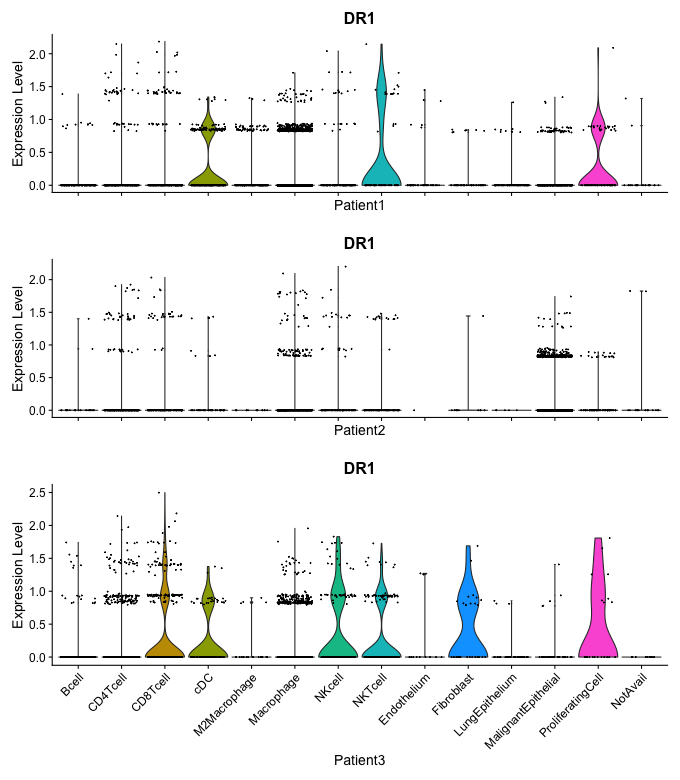 DR1
Expression Level
2.0
1.5
1.0
0.5
0.0
Patient1
DR1
Expression Level
2.0
1.5
1.0
0.5
0.0
Patient2
DR1
Expression Level
2.5
2.0
1.5
1.0
0.5
0.0
Bcell
CD4Tcell
CD8Tcell
cDC
M2Macrophage
Macrophage
NKcell
NKTcell
Endothelium
Fibroblast
LungEpithelium
MalignantEpithelial
ProliferatingCell
NotAvail
Patient3